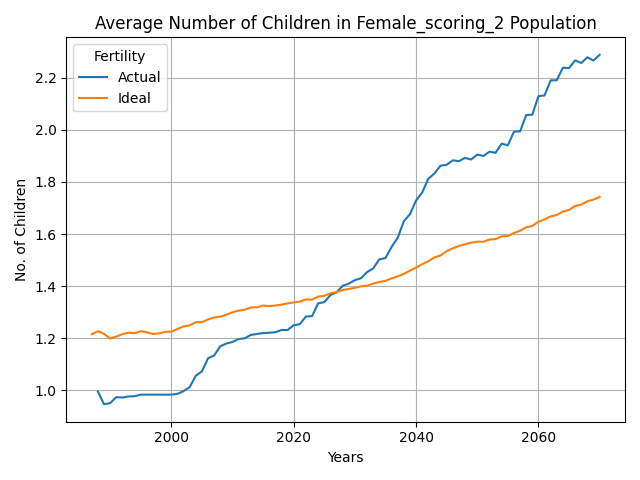 Average Number of Children in Female_scoring_2 Population
Fertility
Actual
Ideal
No. of Children
2.2
2.0
1.8
1.6
1.4
1.2
1.0
2000 2020 2040 2060
Years